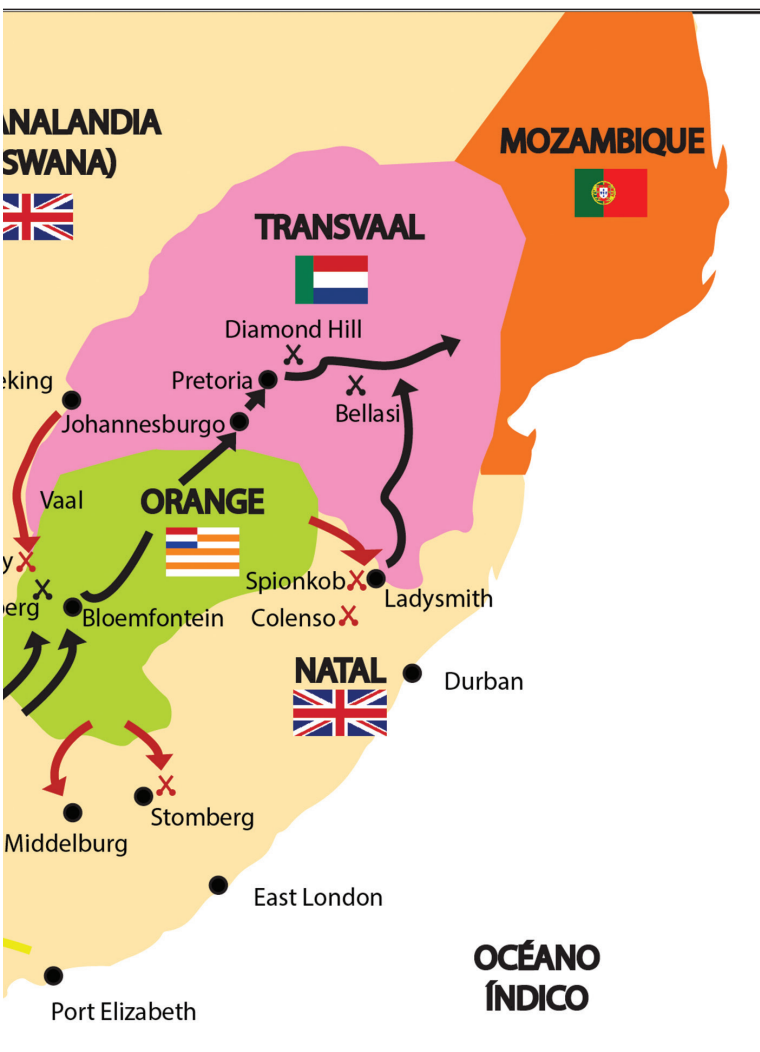 ANALANDIA
SWANA)
MOZAMBIQUE
TRANSVAAL
Diamond Hill
Pretoria
eking
Johannesburgo
Bellasi
Vaal
ORANGE
y
Spionkob
Ladysmith
berg
Bloemfontein
Colenso
NATAL
Durban
Stomberg
Middelburg
East London
OCÉANO
ÍNDICO
Port Elizabeth